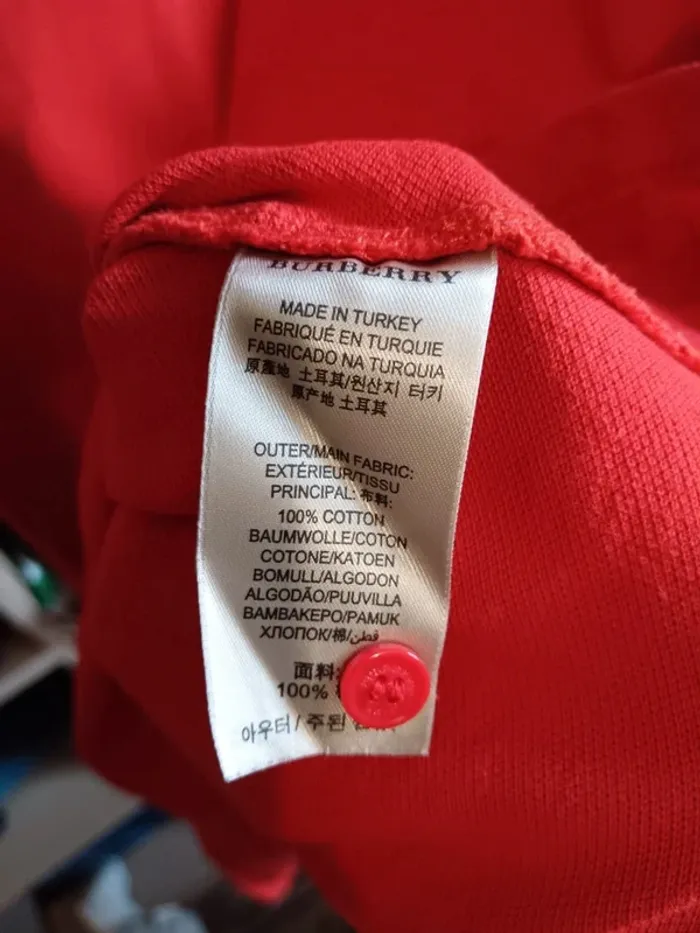 BURBERRY
MADE IN TURKEY
FABRIQUÉ EN TURQUIE
FABRICADO NA TURQUIA
原產地 土耳其/원산지 터키
原产地 土耳其
OUTER/MAIN FABRIC:
EXTÉRIEUR/TISSU
PRINCIPAL: 布料:
100% COTTON
BAUMWOLLE/COTON
COTONE/KATOEN
BOMULL/ALGODON
ALGODÃO/PUUVILLA
BAMBAKEPO/PAMUK
ХЛОПОК/棉/قطن
面料:
100%
아우터/주된